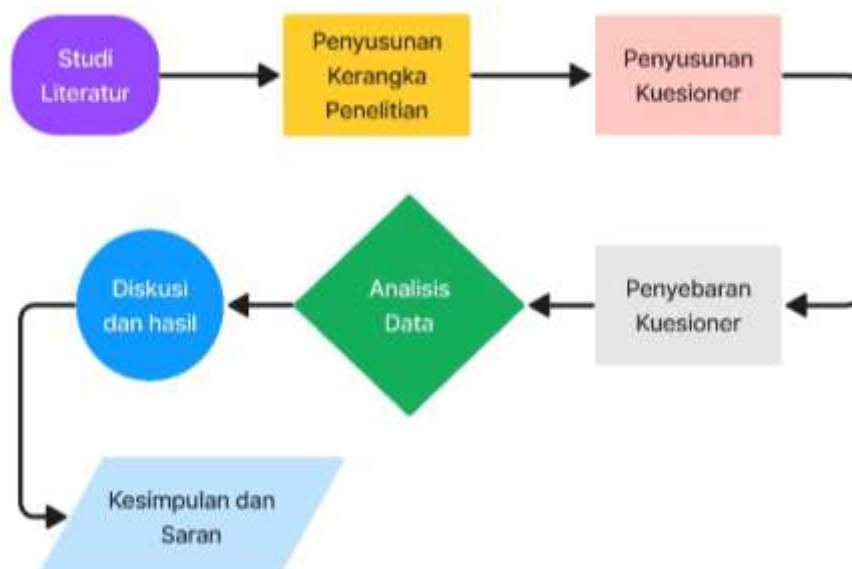 Studi
Literatur
Penyusunan
Kerangka
Penelitian
Penyusunan
Kuesioner
Penyebaran
Kuesioner
Analisis
Data
Diskusi
dan hasil
Kesimpulan dan
Saran